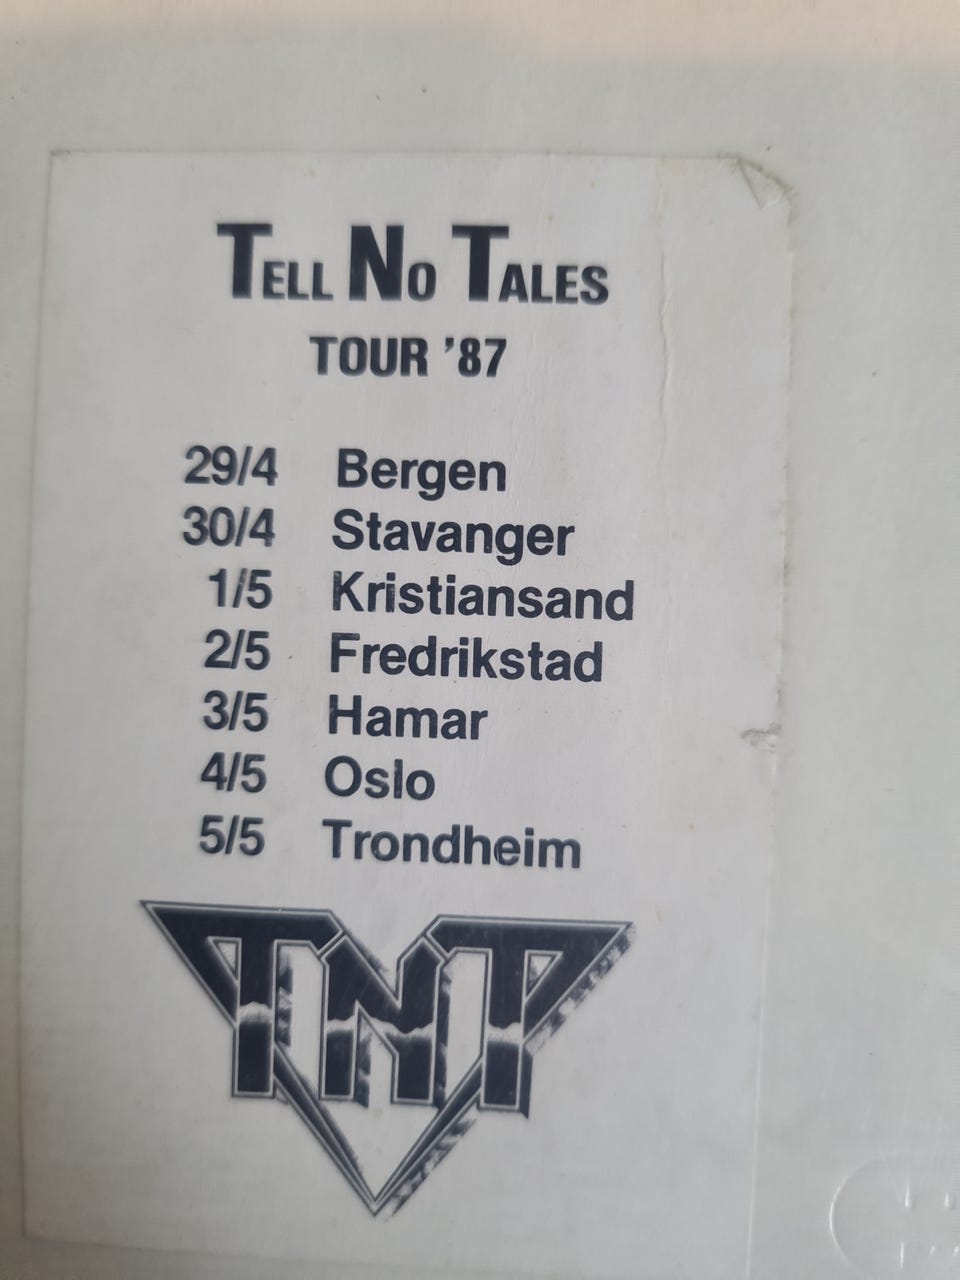 TELL NO TALES
TOUR '87
29/4 Bergen
30/4 Stavanger
1/5 Kristiansand
2/5 Fredrikstad
3/5 Hamar
4/5 Oslo
5/5 Trondheim
TNT